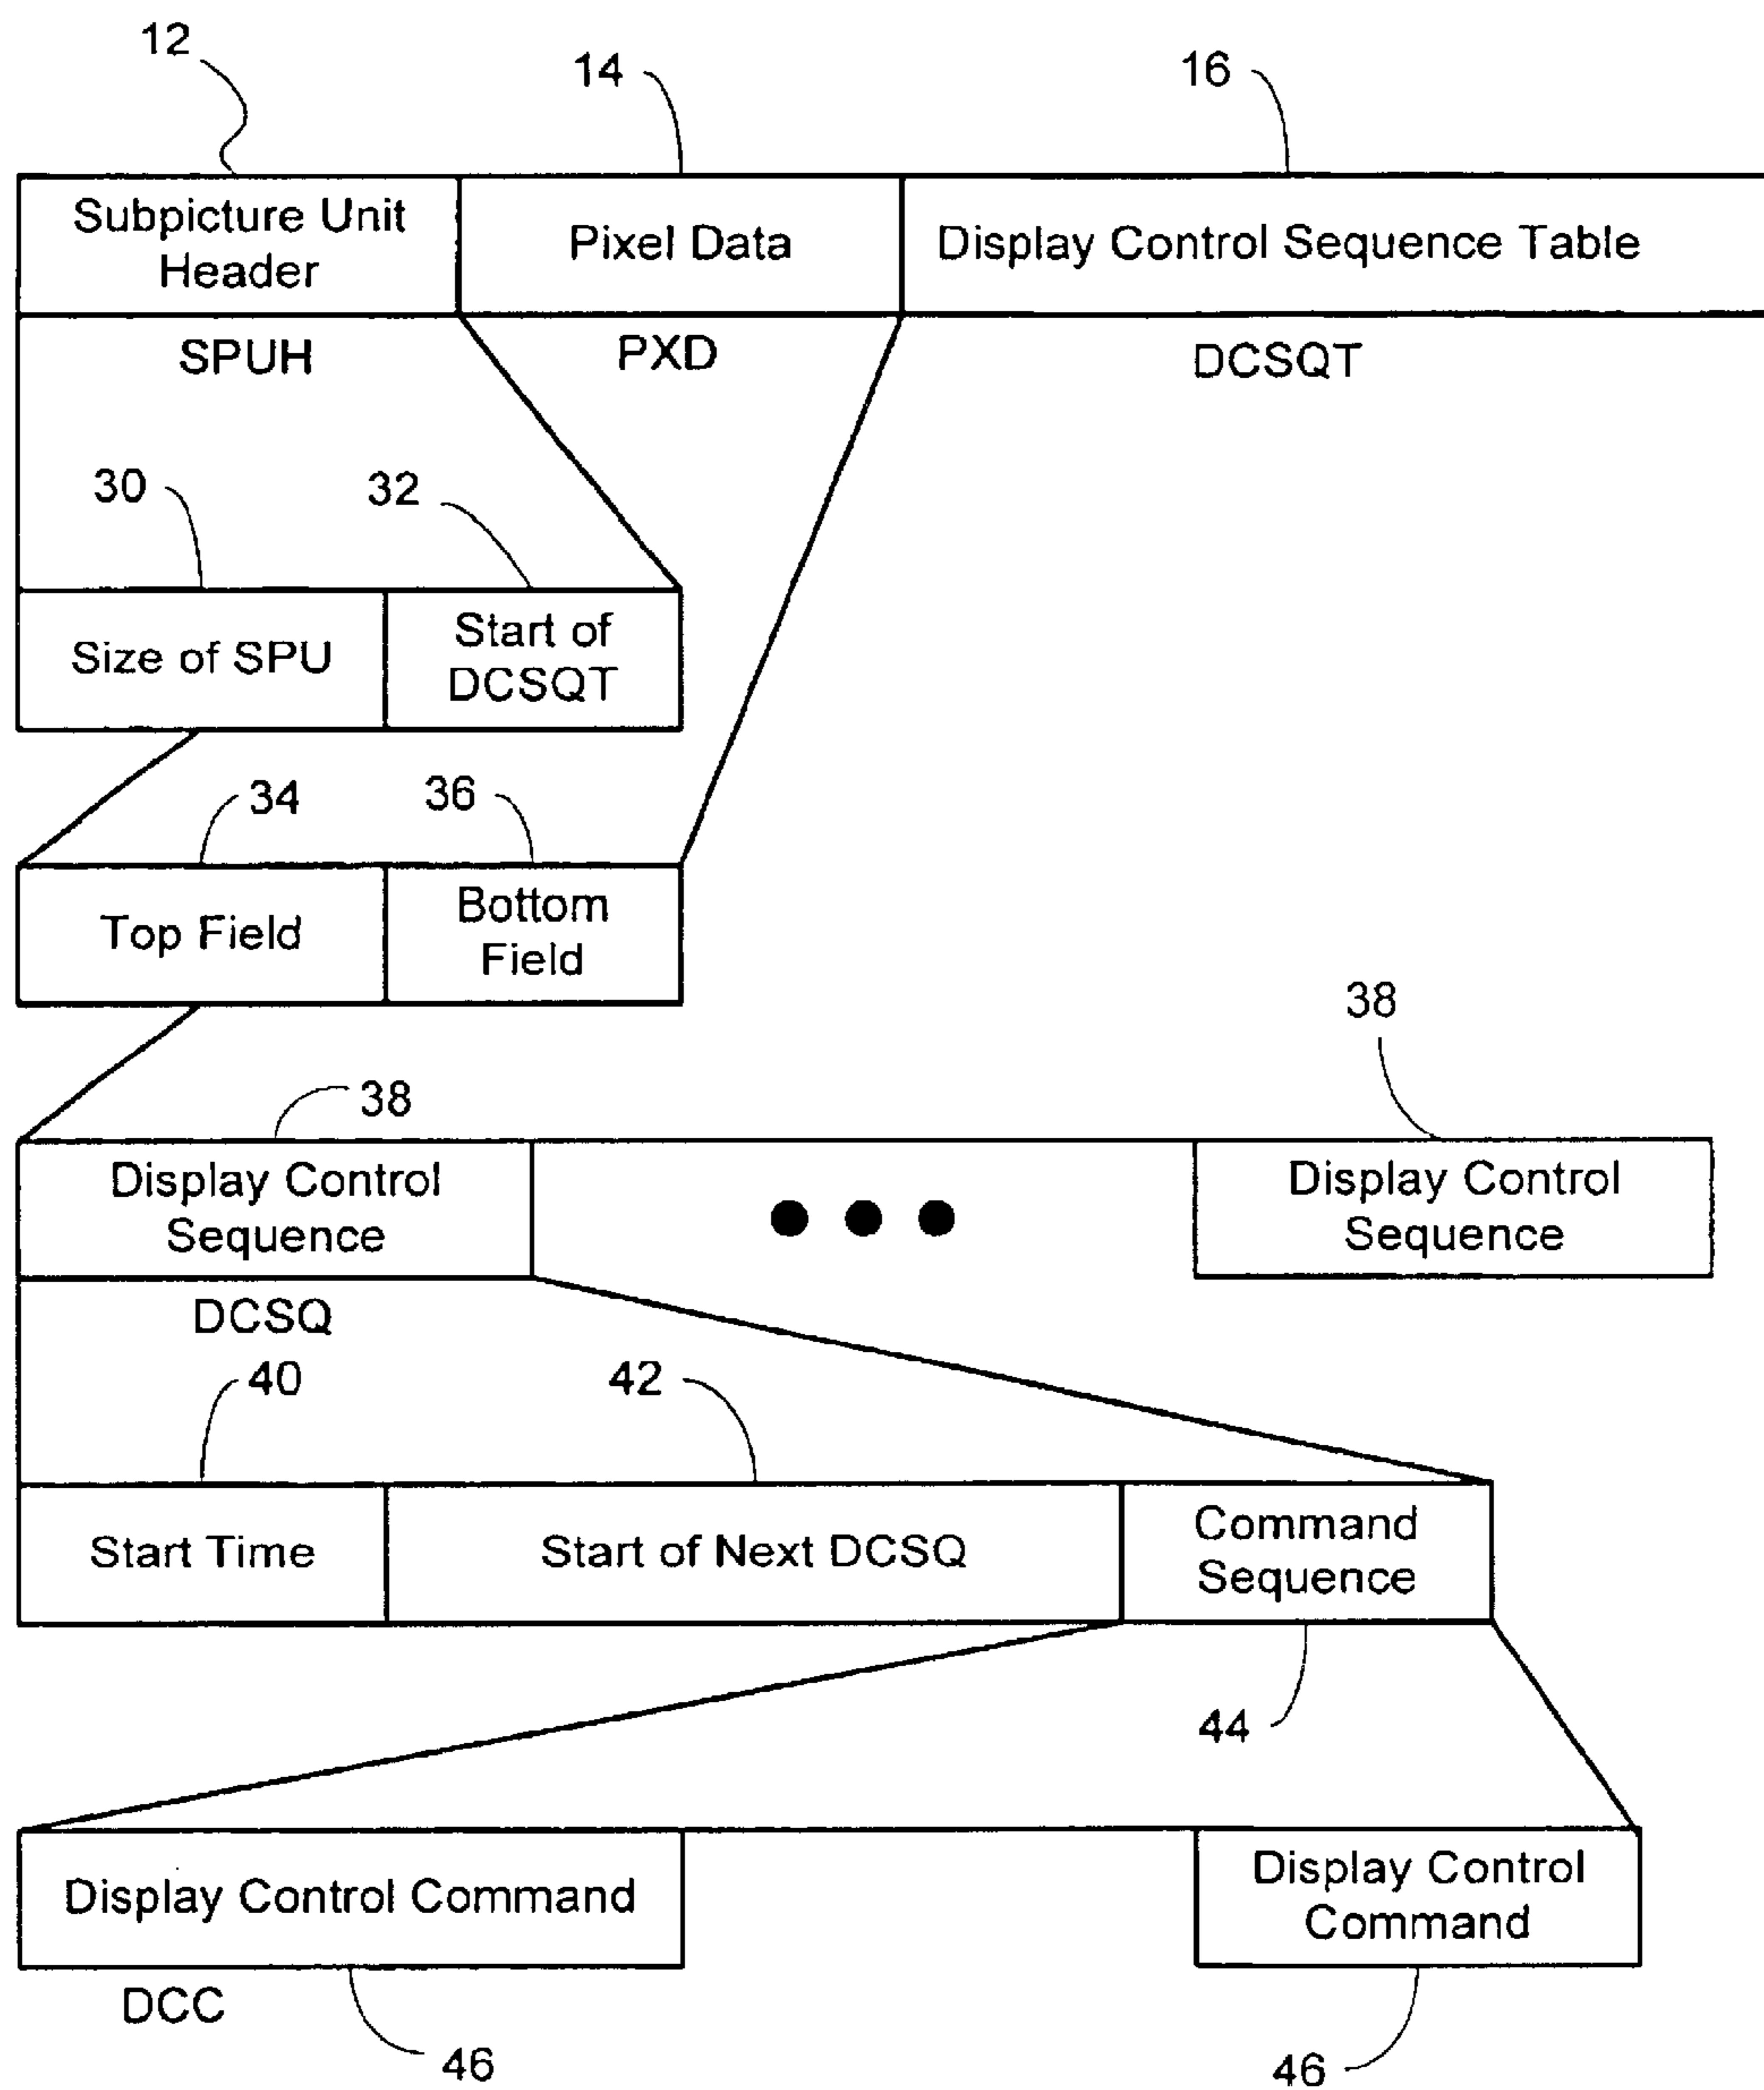 12
14
16
Subpicture Unit
Header
Pixel Data
Display Control Sequence Table
SPUH
PXD
DCSQT
30
32
Size of SPU
Start of
DCSQT
34
36
Top Field
Bottom
Field
38
38
Display Control
Sequence
Display Control
Sequence
DCSQ
40
42
Start Time
Start of Next DCSQ
Command
Sequence
44
Display Control Command
Display Control
Command
DCC
46
46